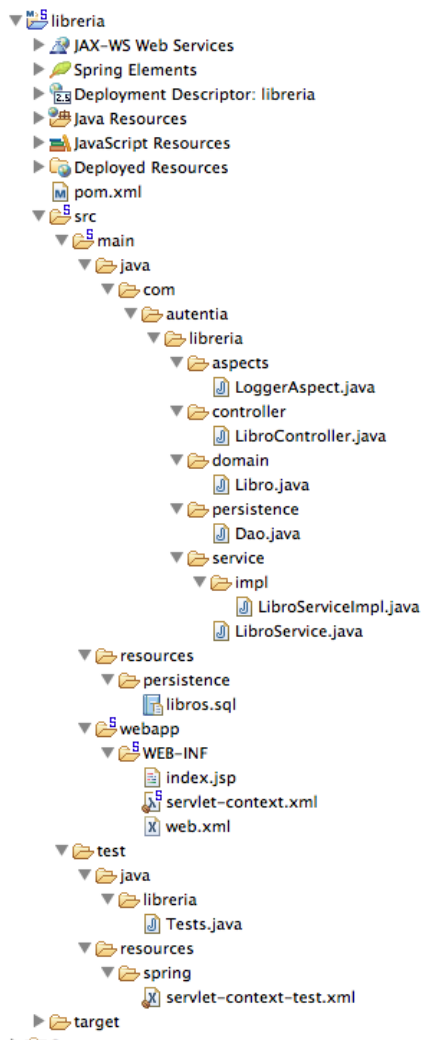 libreria
JAX-WS Web Services
Spring Elements
Deployment Descriptor: libreria
Java Resources
JavaScript Resources
Deployed Resources
pom.xml
src
main
java
com
autentia
libreria
aspects
LoggerAspect.java
controller
LibroController.java
domain
Libro.java
persistence
Dao.java
service
impl
LibroServiceImpl.java
LibroService.java
resources
persistence
libros.sql
webapp
WEB-INF
index.jsp
servlet-context.xml
web.xml
test
java
libreria
Tests.java
resources
spring
servlet-context-test.xml
target